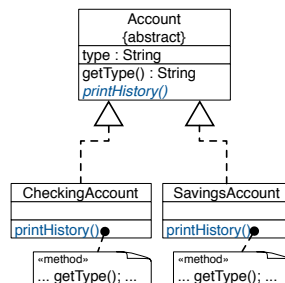 Account
{abstract}
type : String
getType() : String
printHistory()
CheckingAccount
SavingsAccount
printHistory()
printHistory()
«method»
... getType(); ...
«method»
... getType(); ...